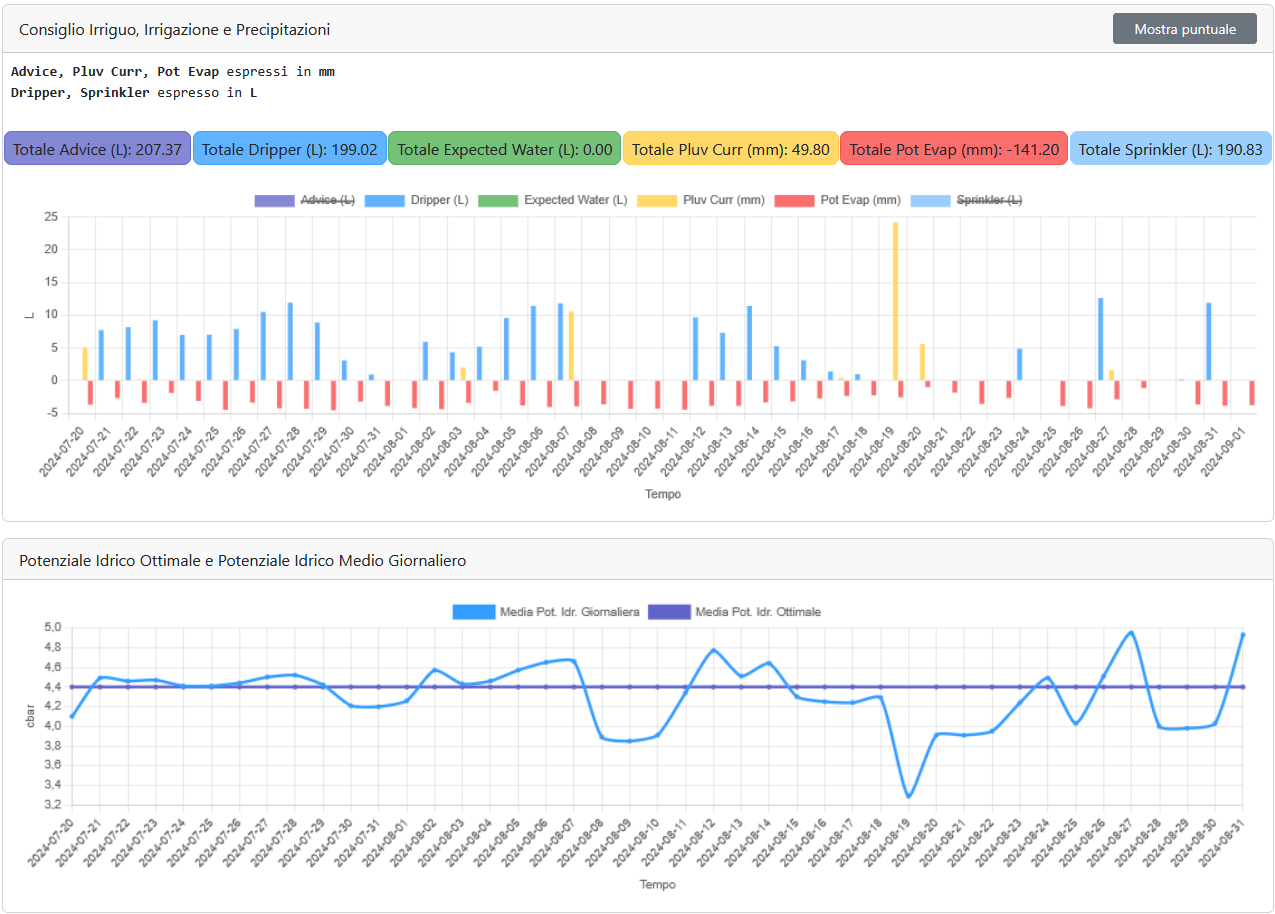 Consiglio Irriguo, Irrigazione e Precipitazioni
Mostra puntuale
Advice, Pluv Curr, Pot Evap espressi in mm
Dripper, Sprinkler espresso in L
Totale Advice (L): 207.37 Totale Dripper (L): 199.02 Totale Expected Water (L): 0.00 Totale Pluv Curr (mm): 49.80 Totale Pot Evap (mm): -141.20 Totale Sprinkler (L): 190.83
Advice (L) Dripper (L) Expected Water (L) Pluv Curr (mm) Pot Evap (mm) Sprinkler (L)
25
20
15
10
5
0
-5
L
2024-07-20 2024-07-21 2024-07-22 2024-07-23 2024-07-24 2024-07-25 2024-07-26 2024-07-27 2024-07-28 2024-07-29 2024-07-30 2024-07-31 2024-08-01 2024-08-02 2024-08-03 2024-08-04 2024-08-05 2024-08-06 2024-08-07 2024-08-08 2024-08-09 2024-08-10 2024-08-11 2024-08-12 2024-08-13 2024-08-14 2024-08-15 2024-08-16 2024-08-17 2024-08-18 2024-08-19 2024-08-20 2024-08-21 2024-08-22 2024-08-23 2024-08-24 2024-08-25 2024-08-26 2024-08-27 2024-08-28 2024-08-29 2024-08-30 2024-08-31 2024-09-01
Tempo
Potenziale Idrico Ottimale e Potenziale Idrico Medio Giornaliero
Media Pot. Idr. Giornaliera Media Pot. Idr. Ottimale
5,0
4,8
4,6
4,4
4,2
4,0
3,8
3,6
3,4
3,2
cbar
2024-07-20 2024-07-21 2024-07-22 2024-07-23 2024-07-24 2024-07-25 2024-07-26 2024-07-27 2024-07-28 2024-07-29 2024-07-30 2024-07-31 2024-08-01 2024-08-02 2024-08-03 2024-08-04 2024-08-05 2024-08-06 2024-08-07 2024-08-08 2024-08-09 2024-08-10 2024-08-11 2024-08-12 2024-08-13 2024-08-14 2024-08-15 2024-08-16 2024-08-17 2024-08-18 2024-08-19 2024-08-20 2024-08-21 2024-08-22 2024-08-23 2024-08-24 2024-08-25 2024-08-26 2024-08-27 2024-08-28 2024-08-29 2024-08-30 2024-08-31
Tempo